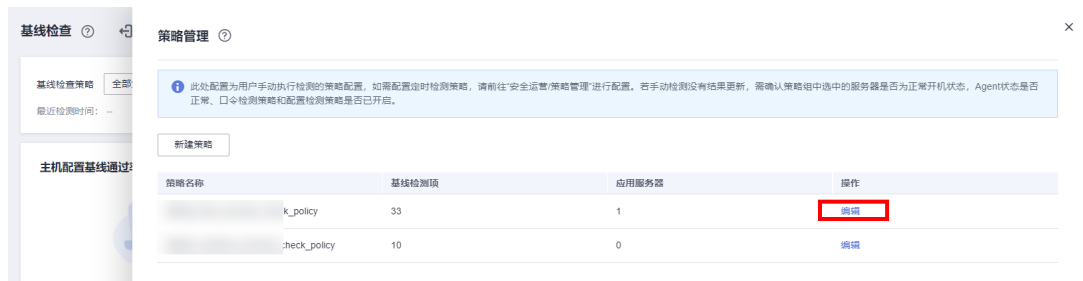 基线检查
策略管理
基线检查策略 全部
最近检测时间： --
此处配置为用户手动执行检测的策略配置，如需配置定时检测策略，请前往“安全运营/策略管理”进行配置。若手动检测没有结果更新，需确认策略组中选中的服务器是否为正常开机状态，Agent状态是否
正常、口令检测策略和配置检测策略是否已开启。
新建策略
主机配置基线通过
策略名称 基线检测项 应用服务器 操作
k_policy 33 1 编辑
check_policy 10 0 编辑